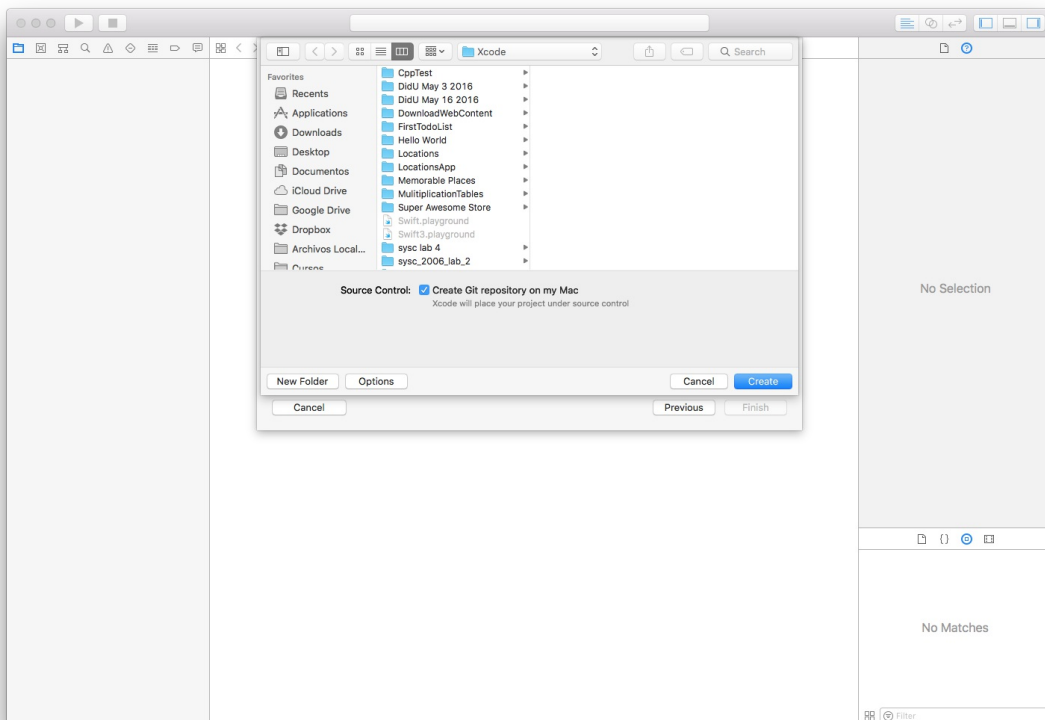 Xcode
Search
Favorites
Recents
Applications
Downloads
Desktop
Documentos
iCloud Drive
Google Drive
Dropbox
Archivos Local...
Cursos
CppTest
DidU May 3 2016
DidU May 16 2016
DownloadWebContent
FirstTodoList
Hello World
Locations
LocationsApp
Memorable Places
MulitiplicationTables
Super Awesome Store
Swift.playground
Swift3.playground
sysc lab 4
sysc_2006_lab_2
Source Control: Create Git repository on my Mac
Xcode will place your project under source control
New Folder Options Cancel Create
Cancel Previous Finish
No Selection
{}
No Matches
Filter